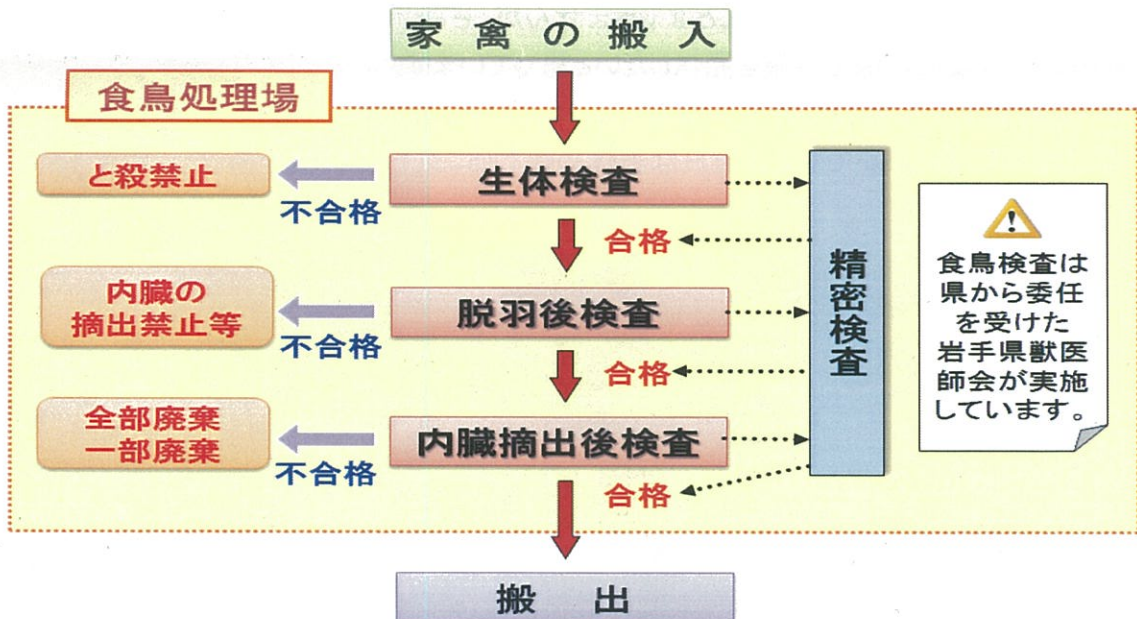 家禽の搬入
食鳥処理場
生体検査
と殺禁止
不合格
合格
脱羽後検査
内臓の
摘出禁止等
不合格
合格
内臓摘出後検査
全部廃棄
一部廃棄
不合格
合格
精密検査
食鳥検査は
県から委任
を受けた
岩手県獣医
師会が実施
しています。
搬出